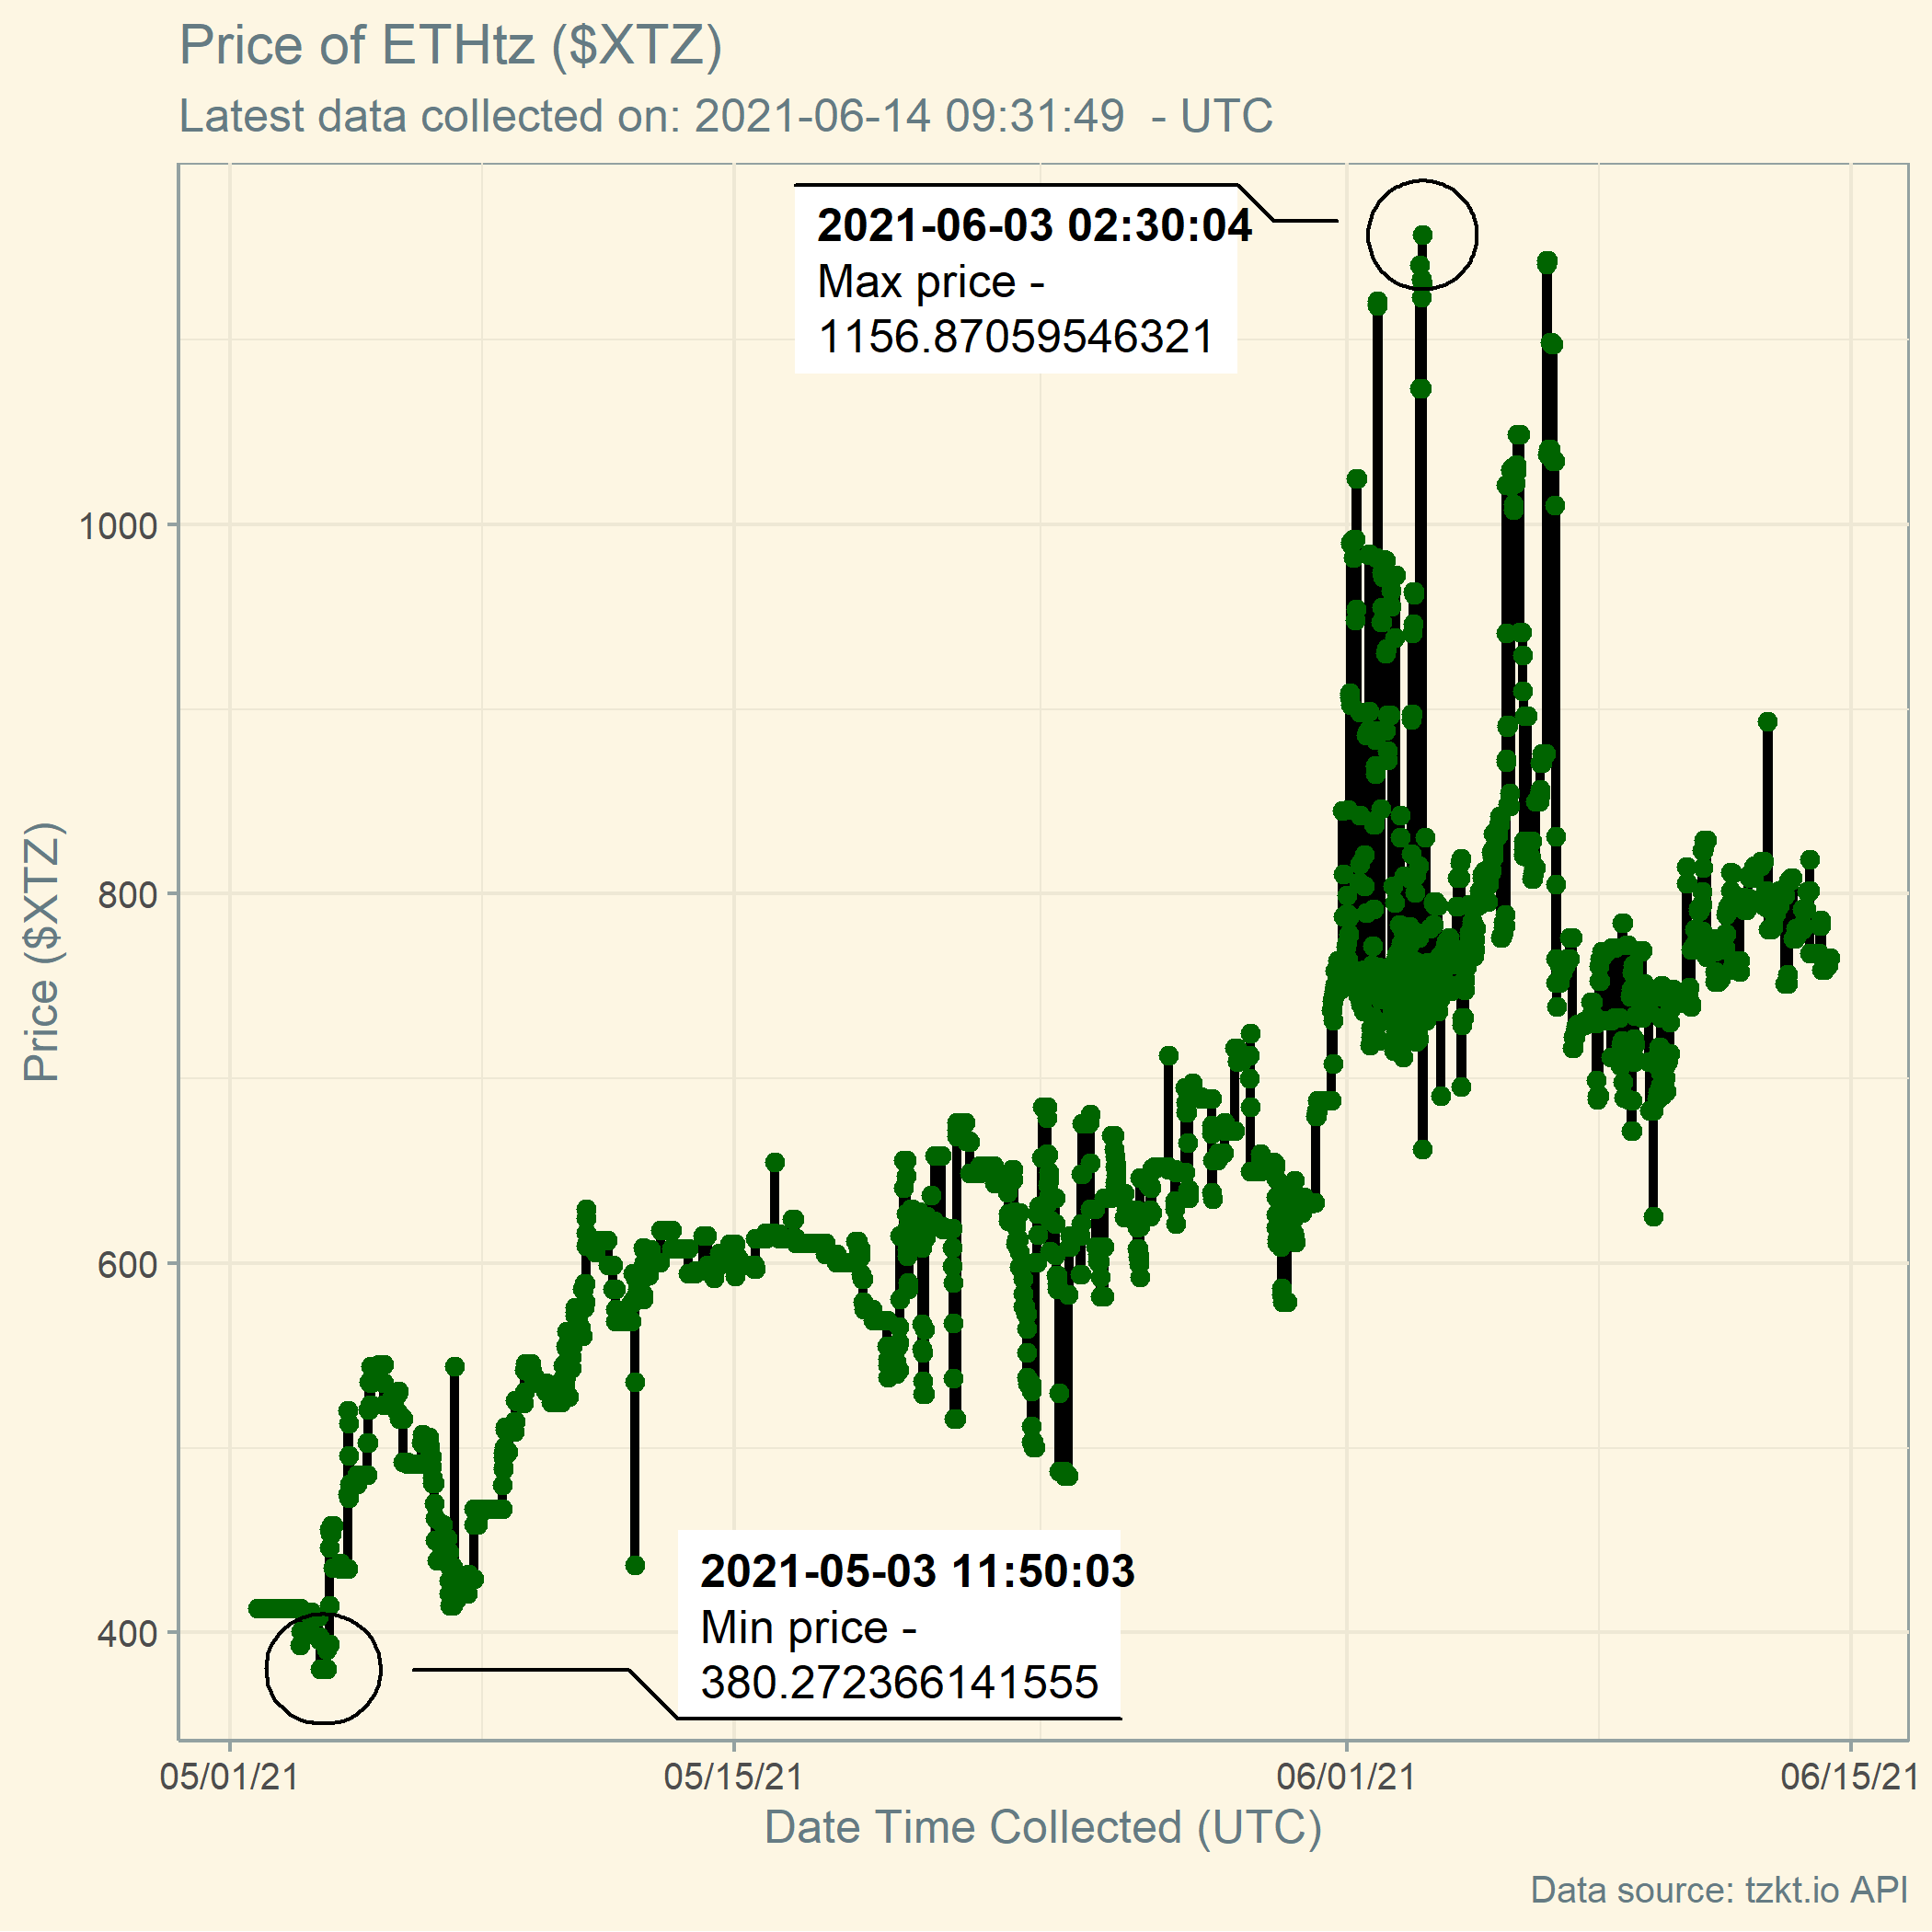 Price of ETHtz ($XTZ)
Latest data collected on: 2021-06-14 09:31:49  - UTC
2021-06-03 02:30:04
Max price -
1156.87059546321
1000
800
600
400
Price ($XTZ)
2021-05-03 11:50:03
Min price -
380.272366141555
05/01/21
05/15/21
06/01/21
06/15/21
Date Time Collected (UTC)
Data source: tzkt.io API